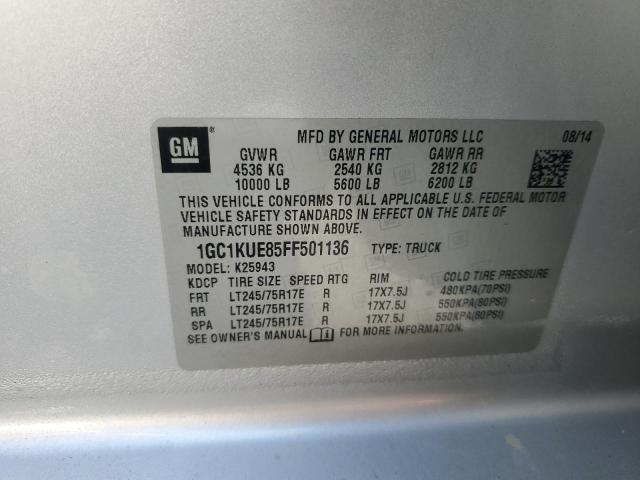 GM
MFD BY GENERAL MOTORS LLC 08/14
GVWR GAWR FRT GAWR RR
4536 KG 2540 KG 2812 KG
10000 LB 5600 LB 6200 LB
THIS VEHICLE CONFORMS TO ALL APPLICABLE U.S. FEDERAL MOTOR
VEHICLE SAFETY STANDARDS IN EFFECT ON THE DATE OF
MANUFACTURE SHOWN ABOVE.
1GC1KUE85FF501136 TYPE: TRUCK
MODEL: K25943
KDCP TIRE SIZE SPEED RTG RIM COLD TIRE PRESSURE
FRT LT245/75R17E R 17X7.5J 480KPA(70PSI)
RR LT245/75R17E R 17X7.5J 550KPA(80PSI)
SPA LT245/75R17E R 17X7.5J 550KPA(80PSI)
SEE OWNER'S MANUAL FOR MORE INFORMATION